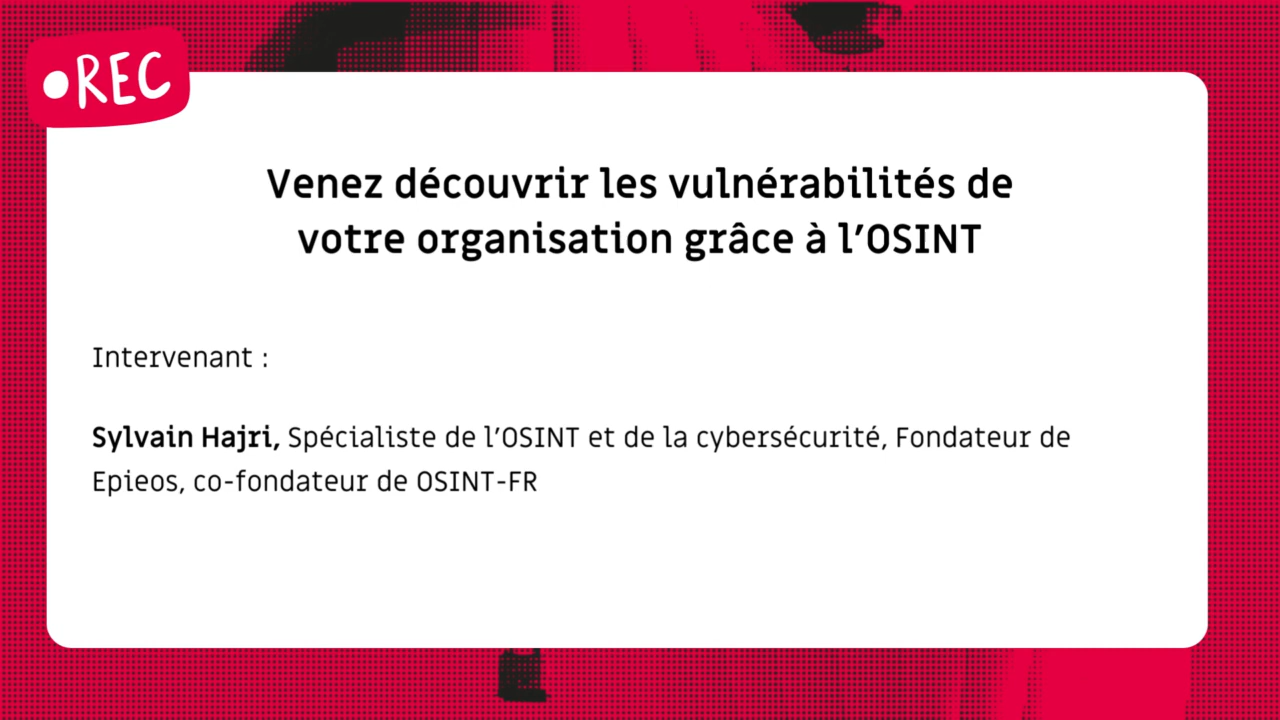 REC
Venez découvrir les vulnérabilités de
votre organisation grâce à l’OSINT
Intervenant :
Sylvain Hajri, Spécialiste de l’OSINT et de la cybersécurité, Fondateur de
Epieos, co-fondateur de OSINT-FR